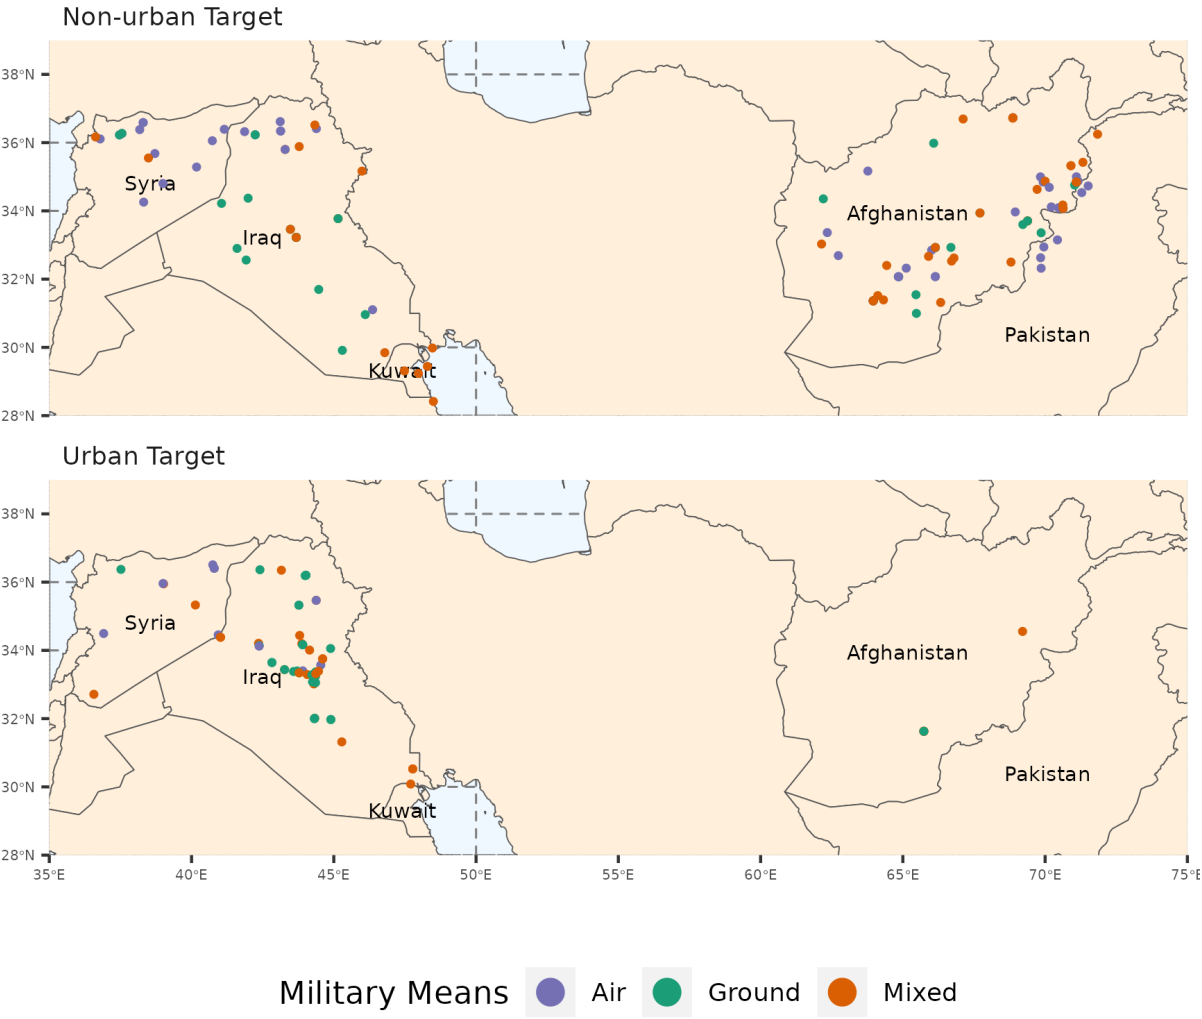 Non-urban Target
38°N
36°N
34°N
32°N
30°N
28°N
Syria
Iraq
Kuwait
Afghanistan
Pakistan
Urban Target
38°N
36°N
34°N
32°N
30°N
28°N
Syria
Iraq
Kuwait
Afghanistan
Pakistan
35°E 40°E 45°E 50°E 55°E 60°E 65°E 70°E 75°E
Military Means Air Ground Mixed